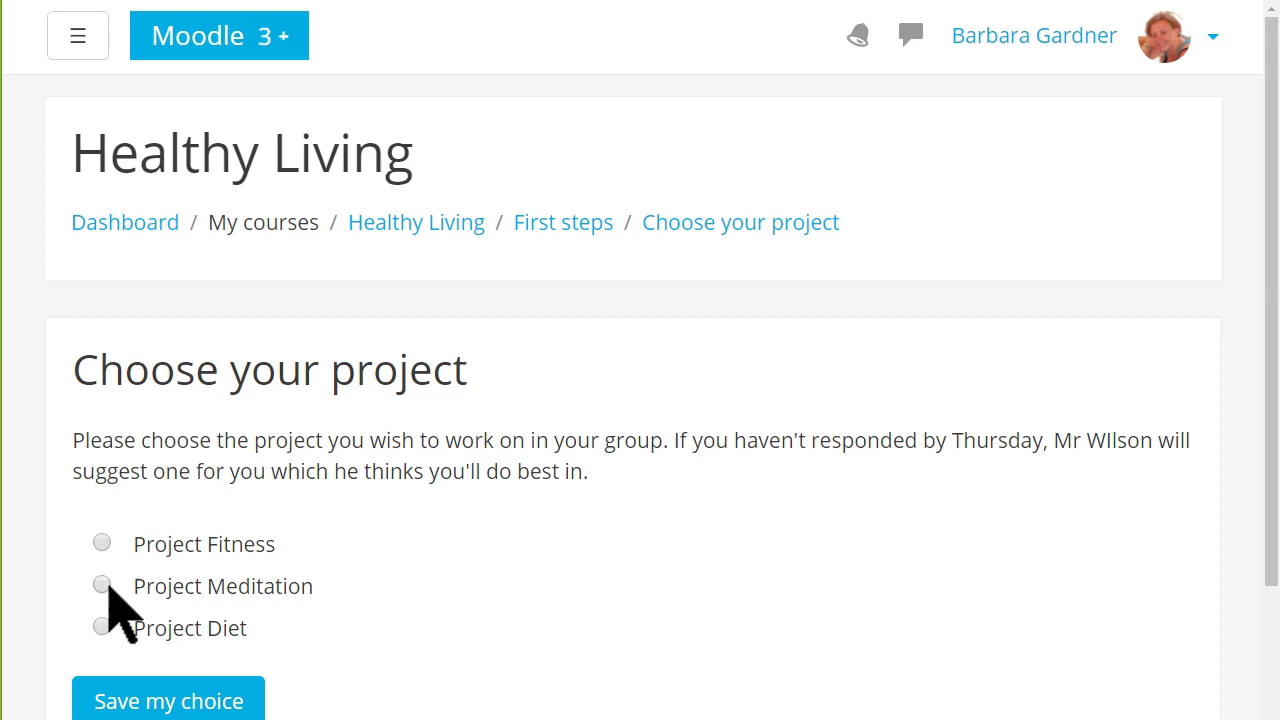 ☰ Moodle 3 + Barbara Gardner
Healthy Living
Dashboard / My courses / Healthy Living / First steps / Choose your project
Choose your project
Please choose the project you wish to work on in your group. If you haven't responded by Thursday, Mr WIlson will
suggest one for you which he thinks you'll do best in.
Project Fitness
Project Meditation
Project Diet
Save my choice